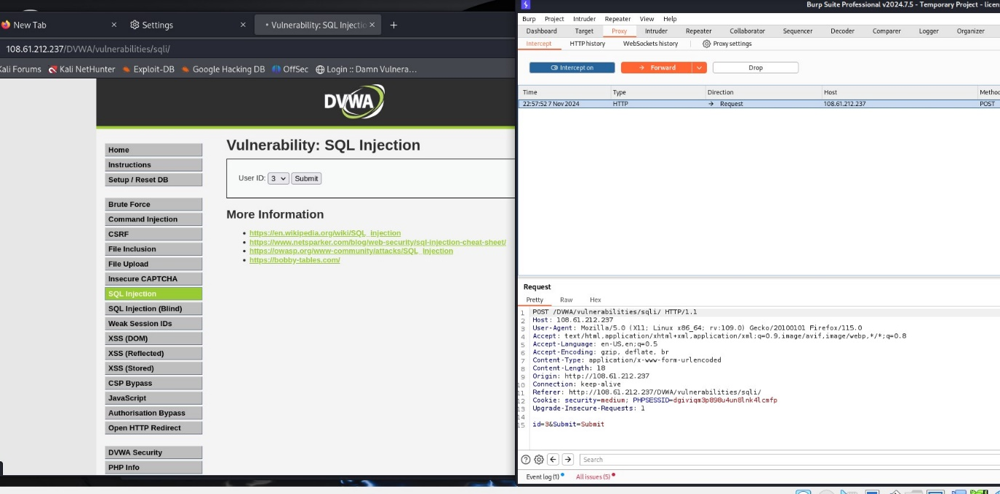 New Tab
Settings
Vulnerability: SQL Injectio
108.61.212.237/DVWA/vulnerabilities/sqli/
Kali Forums Kali NetHunter Exploit-DB Google Hacking DB OffSec Login :: Damn Vulnera…
DVWA
Home
Instructions
Setup / Reset DB
Brute Force
Command Injection
CSRF
File Inclusion
File Upload
Insecure CAPTCHA
SQL Injection
SQL Injection (Blind)
Weak Session IDs
XSS (DOM)
XSS (Reflected)
XSS (Stored)
CSP Bypass
JavaScript
Authorisation Bypass
Open HTTP Redirect
DVWA Security
PHP Info
Vulnerability: SQL Injection
User ID: 3 Submit
More Information
https://en.wikipedia.org/wiki/SQL_injection
https://www.netsparker.com/blog/web-security/sql-injection-cheat-sheet/
https://owasp.org/www-community/attacks/SQL_Injection
https://bobby-tables.com/
Burp Suite Professional v2024.7.5 - Temporary Project - licen
Burp Project Intruder Repeater View Help
Dashboard Target Proxy Intruder Repeater Collaborator Sequencer Decoder Comparer Logger Organizer
Intercept HTTP history WebSockets history Proxy settings
Intercept on Forward Drop
Time Type Direction Host Method
22:57:52 7 Nov 2024 HTTP → Request 108.61.212.237 POST
Request
Pretty Raw Hex
1 POST /DVWA/vulnerabilities/sqli/ HTTP/1.1
2 Host: 108.61.212.237
3 User-Agent: Mozilla/5.0 (X11; Linux x86_64; rv:109.0) Gecko/20100101 Firefox/115.0
4 Accept: text/html,application/xhtml+xml,application/xml;q=0.9,image/avif,image/webp,*/*;q=0.8
5 Accept-Language: en-US,en;q=0.5
6 Accept-Encoding: gzip, deflate, br
7 Content-Type: application/x-www-form-urlencoded
8 Content-Length: 18
9 Origin: http://108.61.212.237
10 Connection: keep-alive
11 Referer: http://108.61.212.237/DVWA/vulnerabilities/sqli/
12 Cookie: security=medium; PHPSESSID=dgiviqm3p898u4un8lnk4lcmfp
13 Upgrade-Insecure-Requests: 1
14
15 id=3&Submit=Submit
Search
Event log (1) All issues (5)